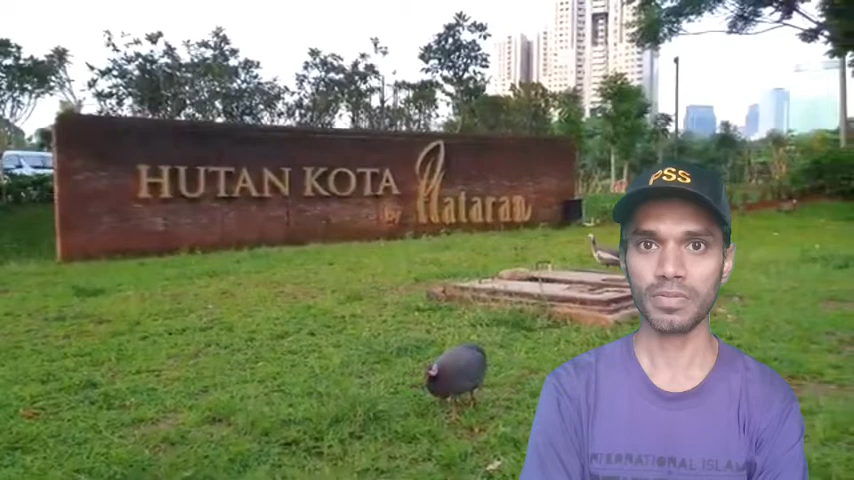 HUTAN KOTA
by Mataram
PSS
INTERNATIONAL ISLAM